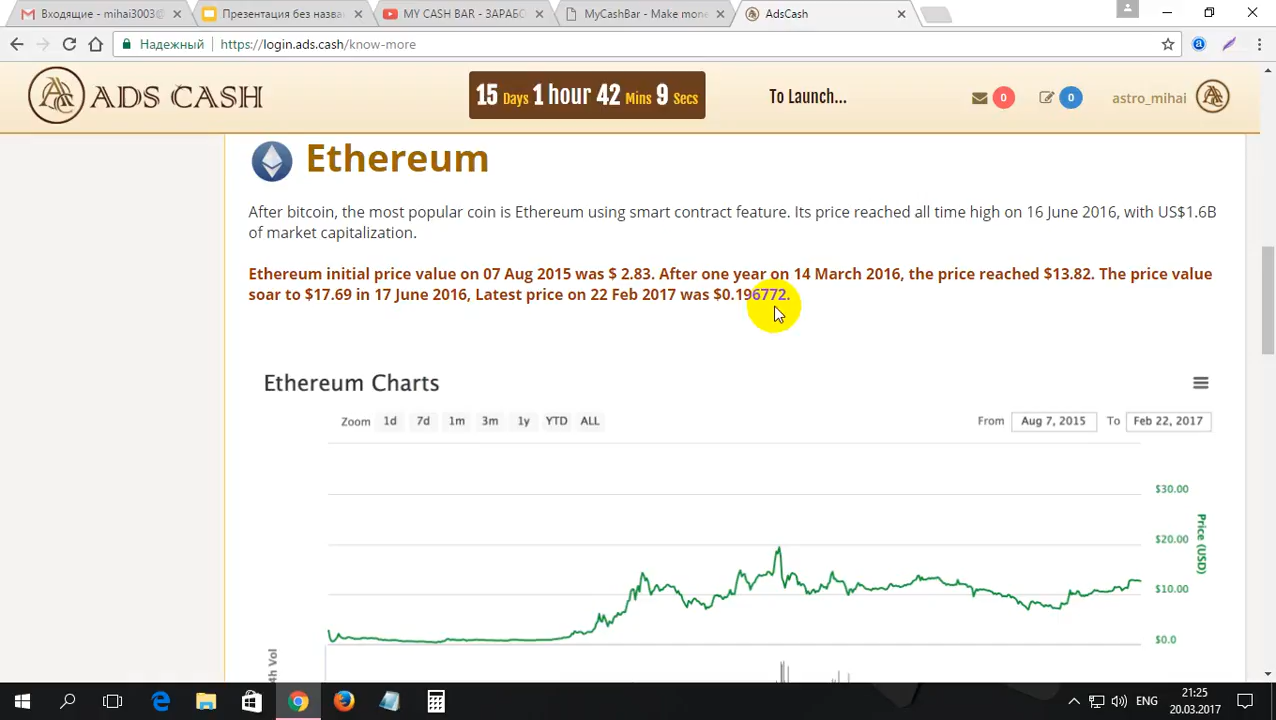 Входящие - mihai3003@
Презентация без назва
MY CASH BAR - ЗАРАБО
MyCashBar - Make mone
AdsCash
Надежный
https://login.ads.cash/know-more
ADS CASH
15 Days 1 hour 42 Mins 9 Secs
To Launch...
0
0
astro_mihai
Ethereum
After bitcoin, the most popular coin is Ethereum using smart contract feature. Its price reached all time high on 16 June 2016, with US$1.6B
of market capitalization.
Ethereum initial price value on 07 Aug 2015 was $ 2.83. After one year on 14 March 2016, the price reached $13.82. The price value
soar to $17.69 in 17 June 2016, Latest price on 22 Feb 2017 was $0.196772.
Ethereum Charts
Zoom 1d 7d 1m 3m 1y YTD ALL
From Aug 7, 2015 To Feb 22, 2017
$30.00
$20.00
$10.00
$0.0
Price (USD)
4h Vol
ENG
21:25
20.03.2017